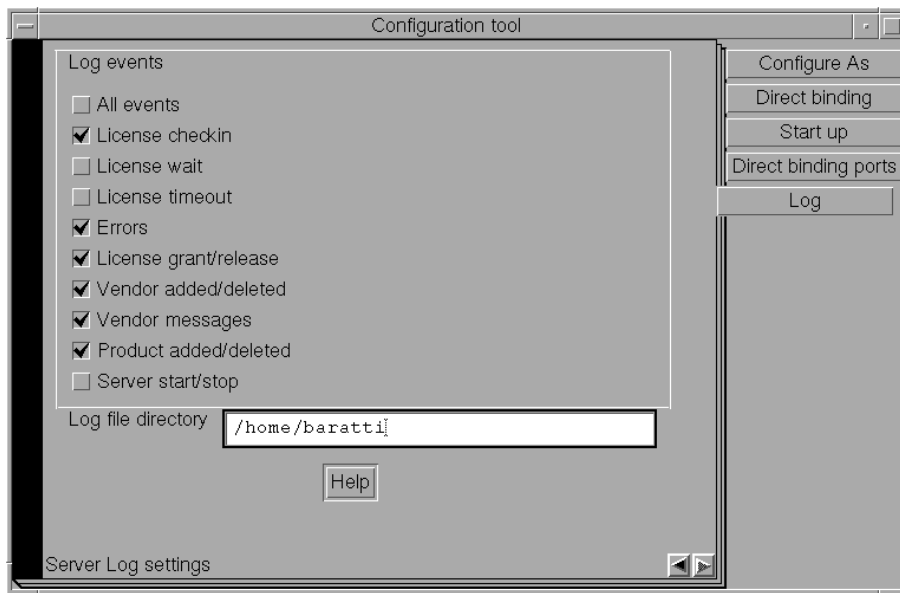 Configuration tool
Log events
All events
License checkin
License wait
License timeout
Errors
License grant/release
Vendor added/deleted
Vendor messages
Product added/deleted
Server start/stop
Log file directory /home/baratti
Help
Server Log settings
Configure As
Direct binding
Start up
Direct binding ports
Log